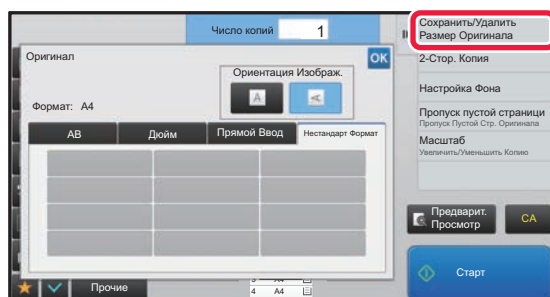 Число копий 1
Сохранить/Удалить
Размер Оригинала
Оригинал
OK
Ориентация Изображ.
A
A
Формат: A4
AB
Дюйм
Прямой Ввод
Нестандарт Формат
2-Стор. Копия
Настройка Фона
Пропуск пустой страници
Пропуск Пустой Стр. Оригинала
Масштаб
Увеличить/Уменьшить Копию
Предварит.
Просмотр
CA
Старт
Прочие
4 A4